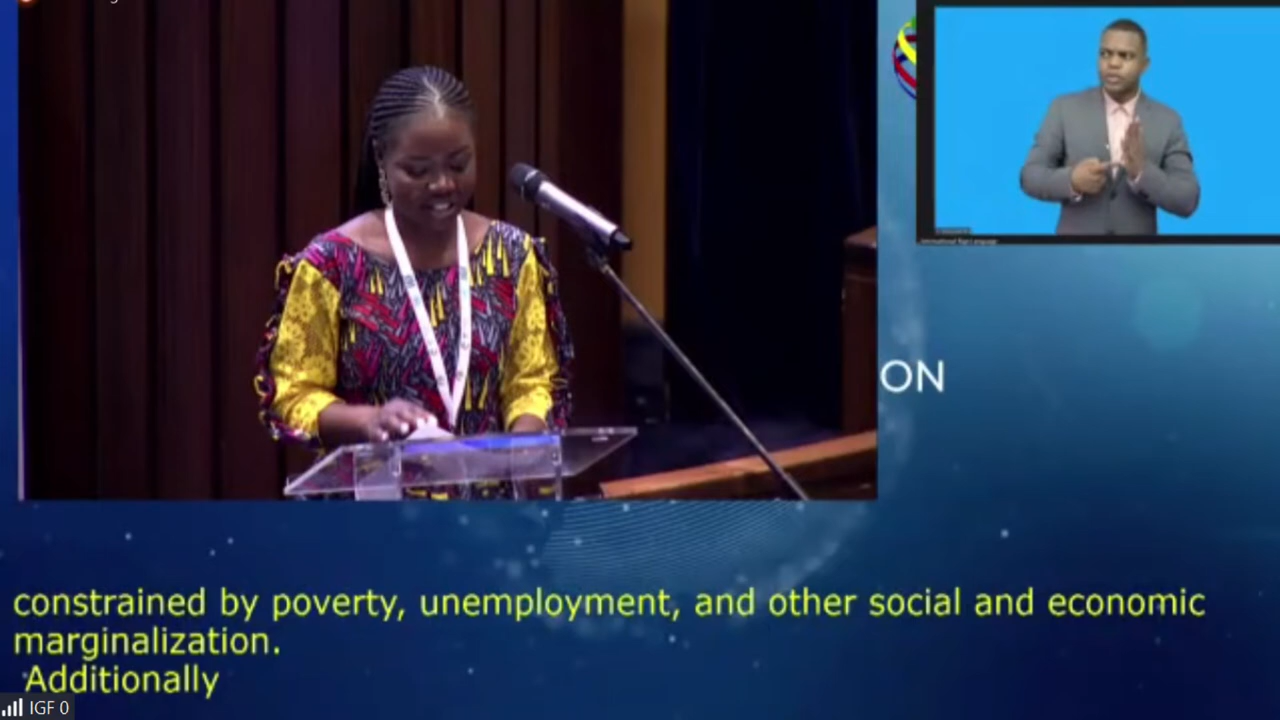 ON
constrained by poverty, unemployment, and other social and economic
marginalization.
Additionally
IGF 0